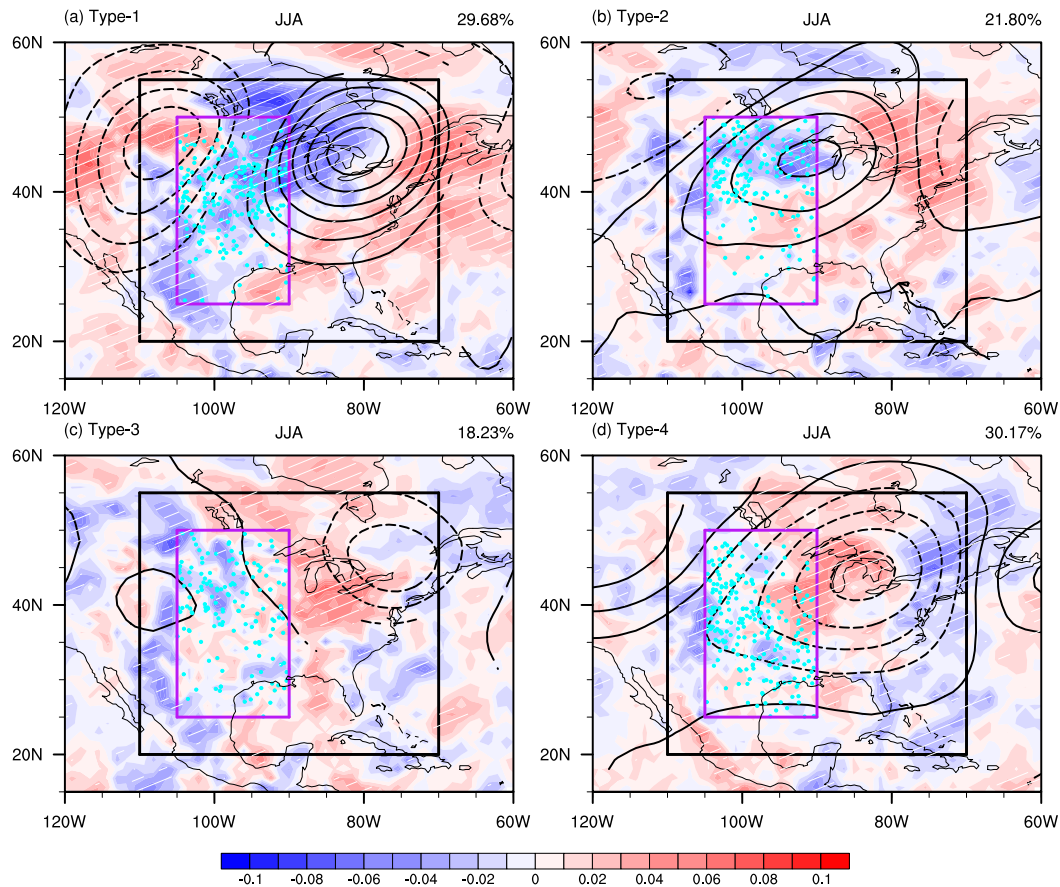 (a) Type-1 JJA 29.68%
(b) Type-2 JJA 21.80%
60N 60N
40N 40N
20N 20N
120W 100W 80W 60W 120W 100W 80W 60W
(c) Type-3 JJA 18.23%
(d) Type-4 JJA 30.17%
60N 60N
40N 40N
20N 20N
120W 100W 80W 60W 120W 100W 80W 60W
-0.1 -0.08 -0.06 -0.04 -0.02 0 0.02 0.04 0.06 0.08 0.1